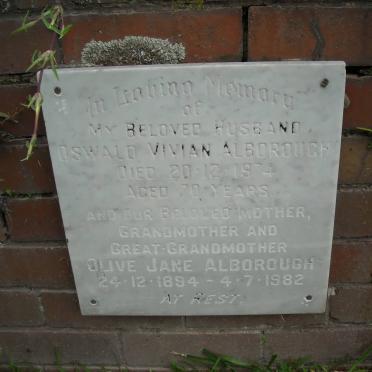 In Loving Memory
of
My Beloved Husband
Oswald Vivian Alborough
Died 20·12·1974
Aged 70 Years
and our Beloved Mother,
Grandmother and
Great-Grandmother
Olive Jane Alborough
24·12·1894 - 4·7·1982
At Rest.